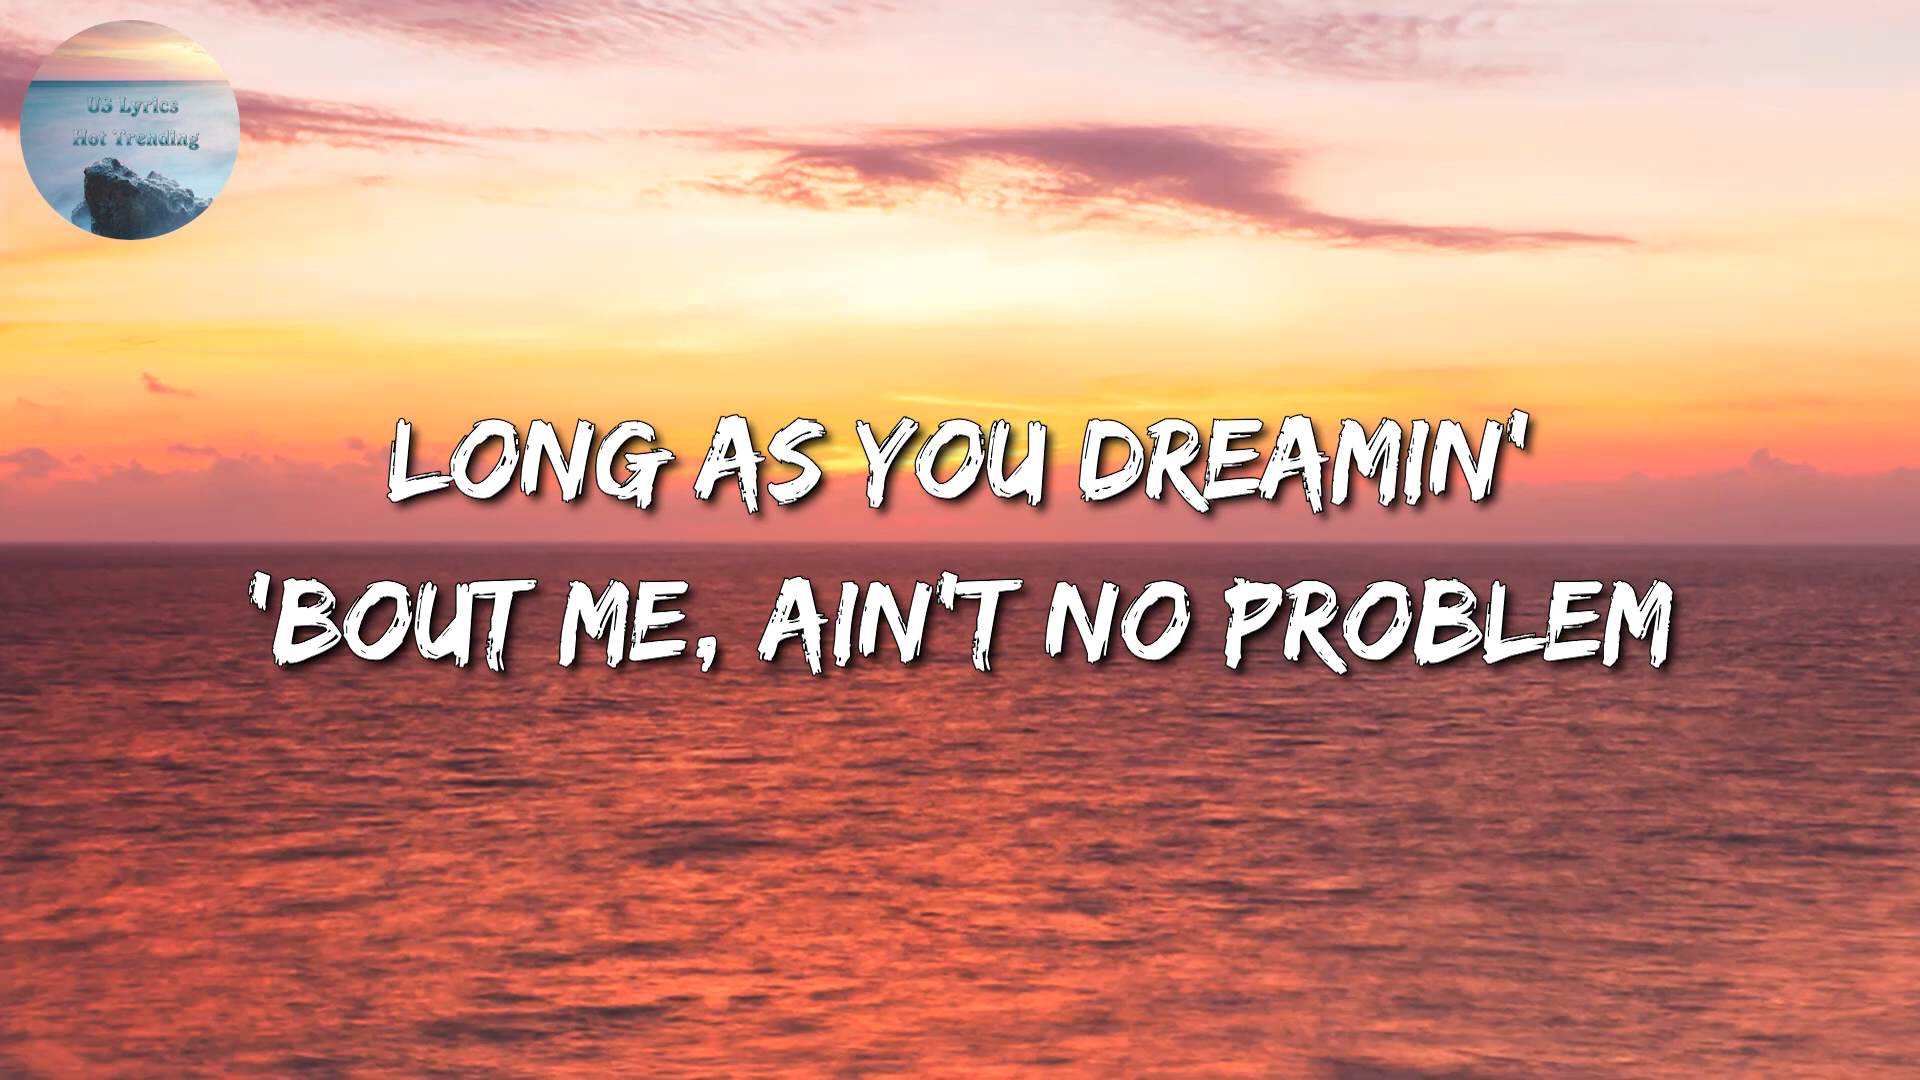 US Lyrics
Hot Trending
LONG AS YOU DREAMIN'
'BOUT ME, AIN'T NO PROBLEM